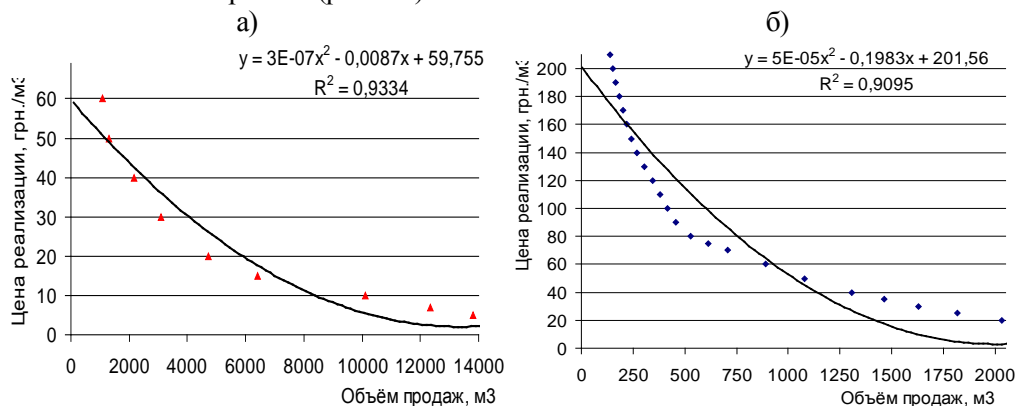 а)
y = 3E-07x² - 0,0087x + 59,755
R² = 0,9334
Цена реализации, грн./м3
60
50
40
30
20
10
0
0 2000 4000 6000 8000 10000 12000 14000
Объём продаж, м3
б)
y = 5E-05x² - 0,1983x + 201,56
R² = 0,9095
Цена реализации, грн./м3
200
180
160
140
120
100
80
60
40
20
0
0 250 500 750 1000 1250 1500 1750 2000
Объём продаж, м3